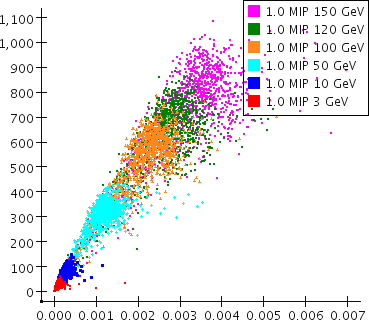 1,100
1,000
900
800
700
600
500
400
300
200
100
0
1.0 MIP 150 GeV
1.0 MIP 120 GeV
1.0 MIP 100 GeV
1.0 MIP 50 GeV
1.0 MIP 10 GeV
1.0 MIP 3 GeV
0.000 0.001 0.002 0.003 0.004 0.005 0.006 0.007